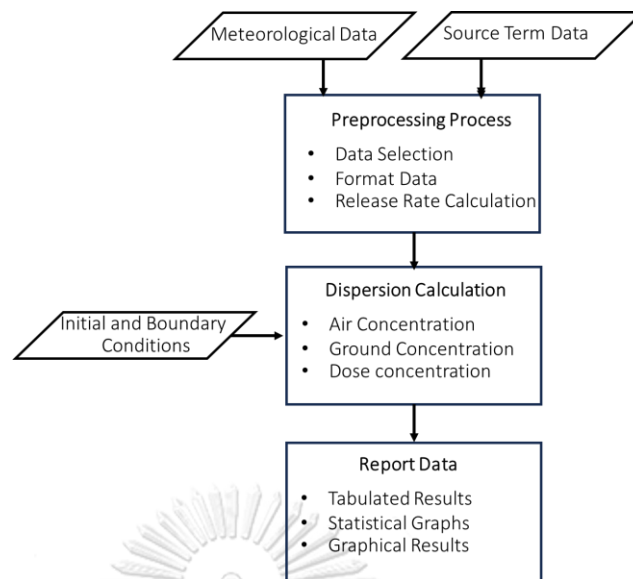 Meteorological Data
Source Term Data
Preprocessing Process
• Data Selection
• Format Data
• Release Rate Calculation
Initial and Boundary
Conditions
Dispersion Calculation
• Air Concentration
• Ground Concentration
• Dose concentration
Report Data
• Tabulated Results
• Statistical Graphs
• Graphical Results